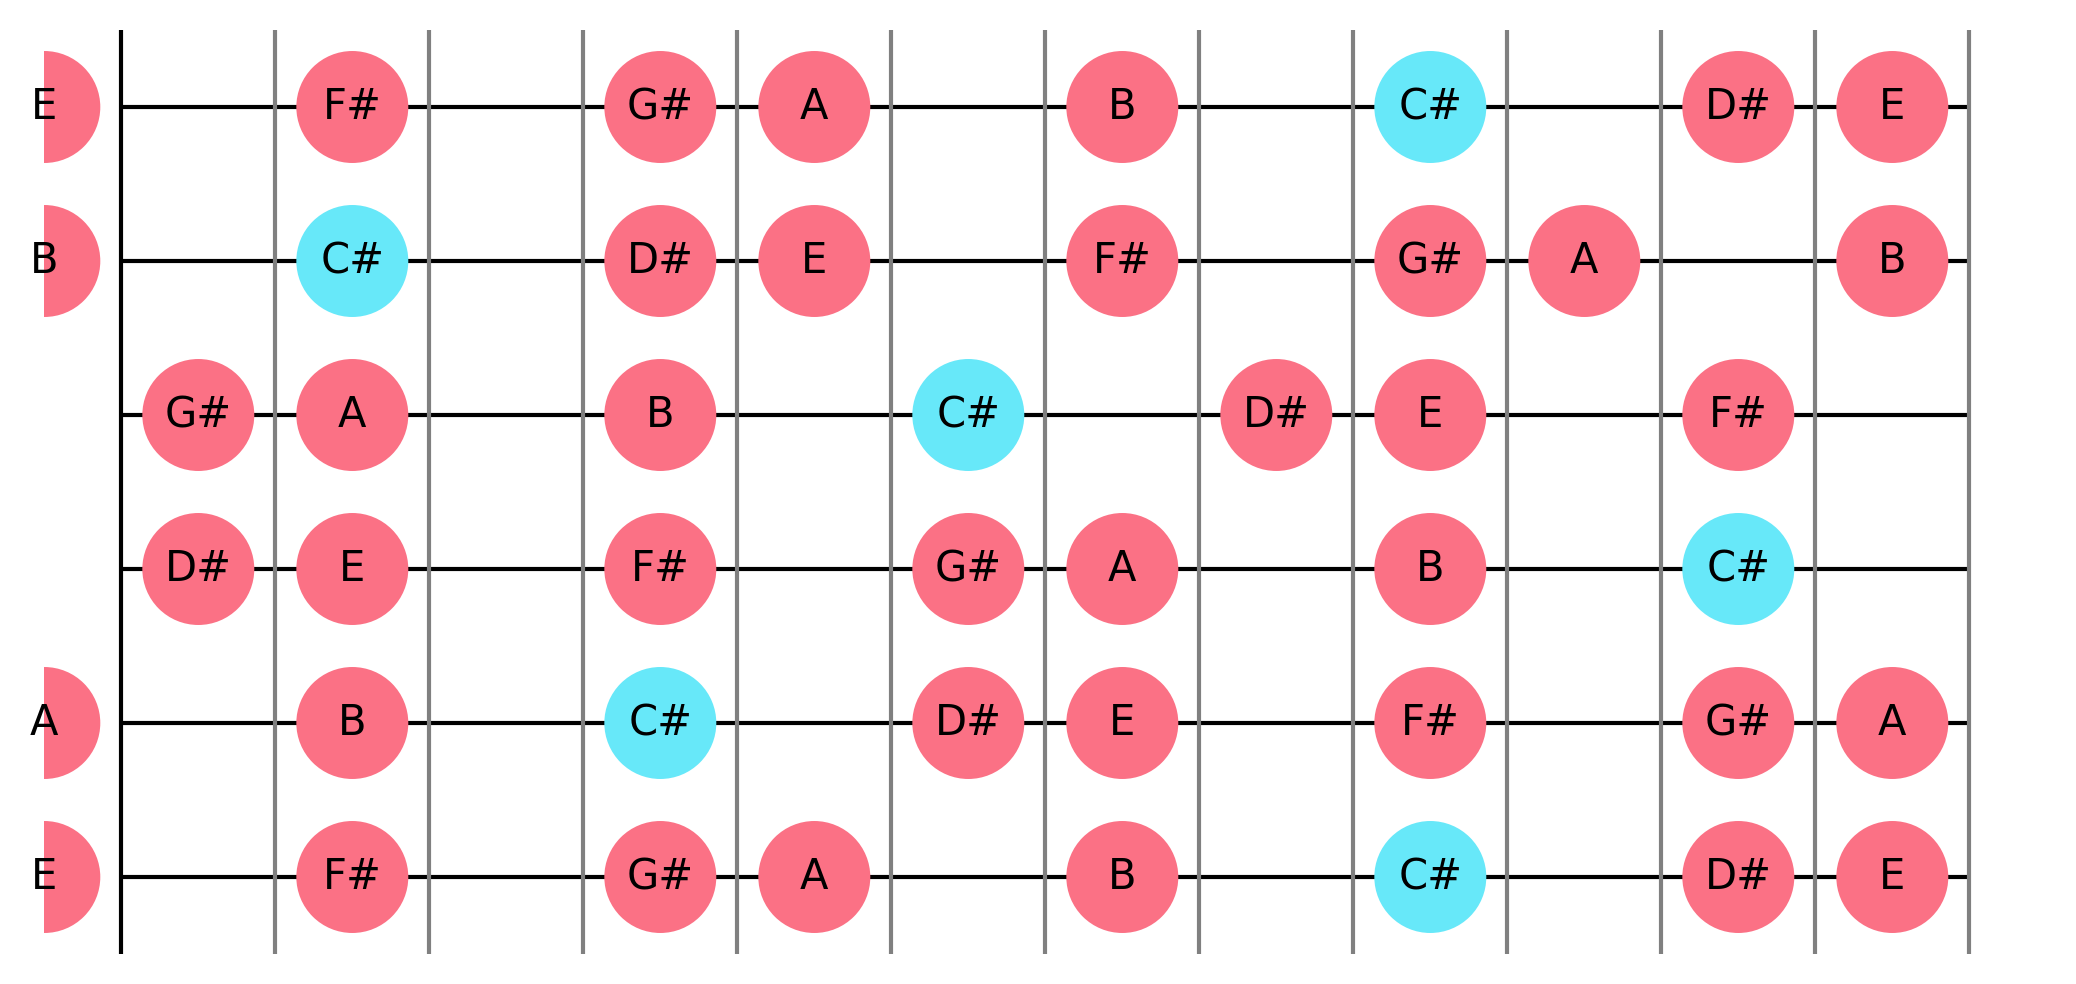 E F# G# A B C# D# E
B C# D# E F# G# A B
G# A B C# D# E F#
D# E F# G# A B C#
A B C# D# E F# G# A
E F# G# A B C# D# E